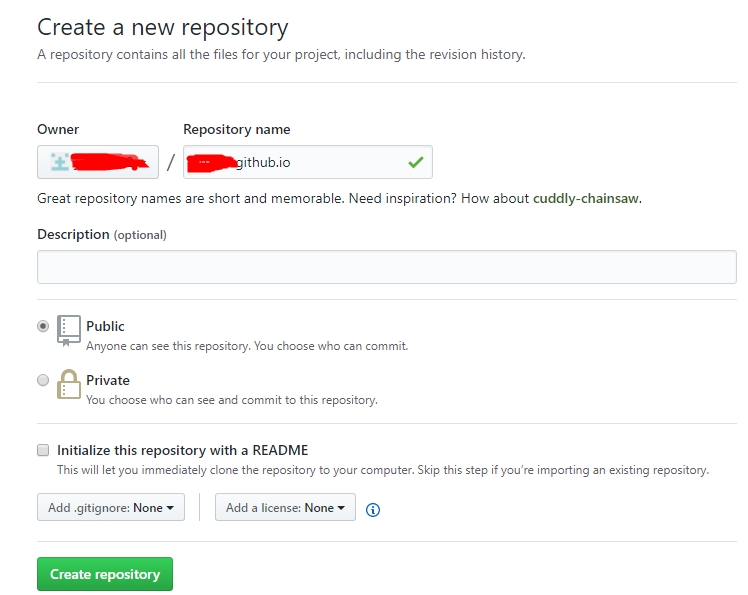 Create a new repository
A repository contains all the files for your project, including the revision history.
Owner
Repository name
/
github.io
Great repository names are short and memorable. Need inspiration? How about cuddly-chainsaw.
Description (optional)
Public
Anyone can see this repository. You choose who can commit.
Private
You choose who can see and commit to this repository.
Initialize this repository with a README
This will let you immediately clone the repository to your computer. Skip this step if you’re importing an existing repository.
Add .gitignore: None
Add a license: None
Create repository